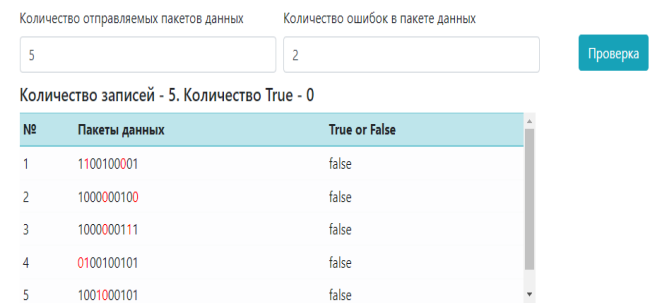 Количество отправляемых пакетов данных Количество ошибок в пакете данных
5 2 Проверка
Количество записей - 5. Количество True - 0
№ Пакеты данных True or False
1 1100100001 false
2 1000000100 false
3 1000000111 false
4 0100100101 false
5 1001000101 false